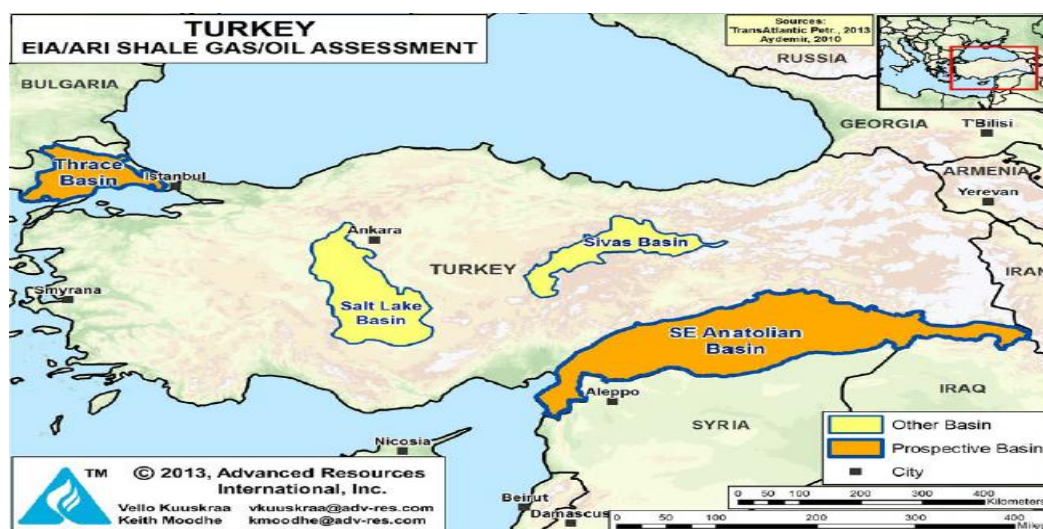 TURKEY
EIA/ARI SHALE GAS/OIL ASSESSMENT
Sources:
TransAtlantic Petr., 2013
Aydemir, 2010
RUSSIA
BULGARIA
GEORGIA
T'Bilisi
Thrace
Basin
Istanbul
ARMENIA
Yerevan
Ankara
Sivas Basin
TURKEY
IRAN
Smyrana
Salt Lake
Basin
SE Anatolian
Basin
Aleppo
IRAQ
SYRIA
Nicosia
Other Basin
Prospective Basin
City
TM
© 2013, Advanced Resources
International, Inc.
Vello Kuuskraa vkuuskraa@adv-res.com
Keith Moodhe kmoodhe@adv-res.com
Beirut
Damascus
0 50 100 200 300 400
Kilometers
0 50 100 200 300 400
Miles